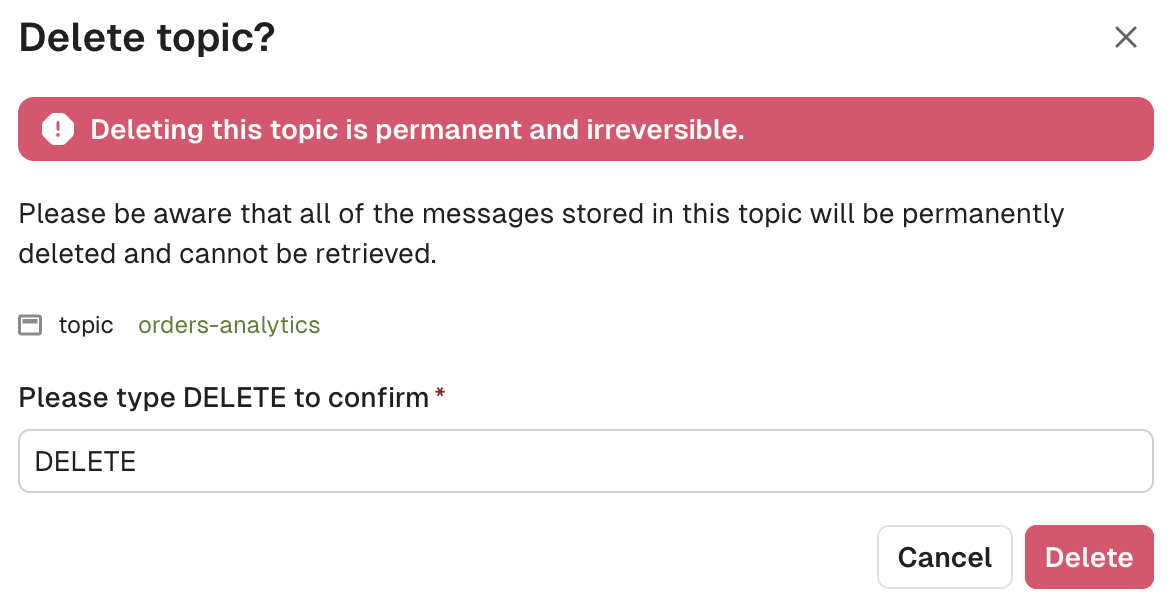 Delete topic?
Deleting this topic is permanent and irreversible.
Please be aware that all of the messages stored in this topic will be permanently
deleted and cannot be retrieved.
topic orders-analytics
Please type DELETE to confirm *
DELETE
Cancel Delete